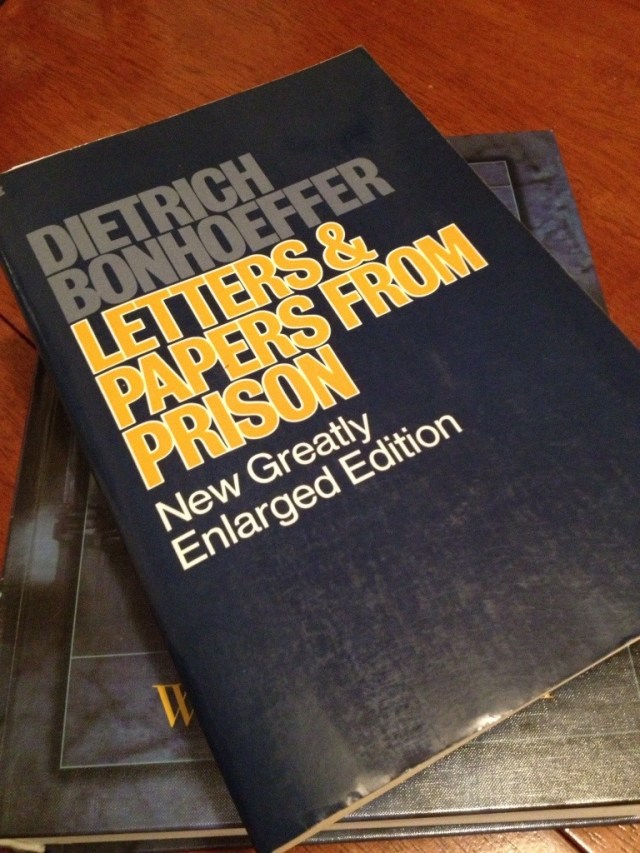 DIETRICH
BONHOEFFER
LETTERS &
PAPERS FROM
PRISON
New Greatly
Enlarged Edition
W